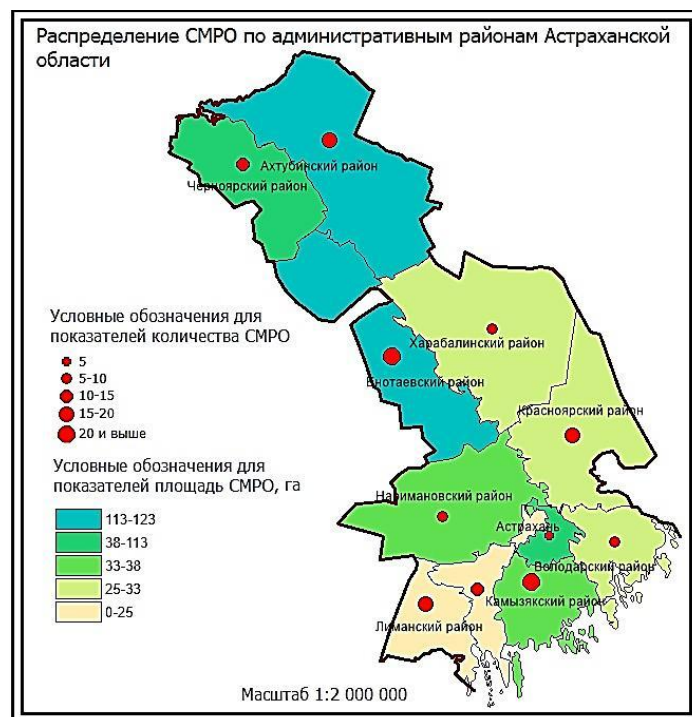 Распределение СМРО по административным районам Астраханской
области
Ахтубинский район
Черноярский район
Условные обозначения для
показателей количества СМРО
5
5-10
10-15
15-20
20 и выше
Харабалинский район
Енотаевский район
Красноярский район
Условные обозначения для
показателей площадь СМРО, га
113-123
38-113
33-38
25-33
0-25
Наримановский район
Астрахань
Володарский район
Камызякский район
Лиманский район
Масштаб 1:2 000 000